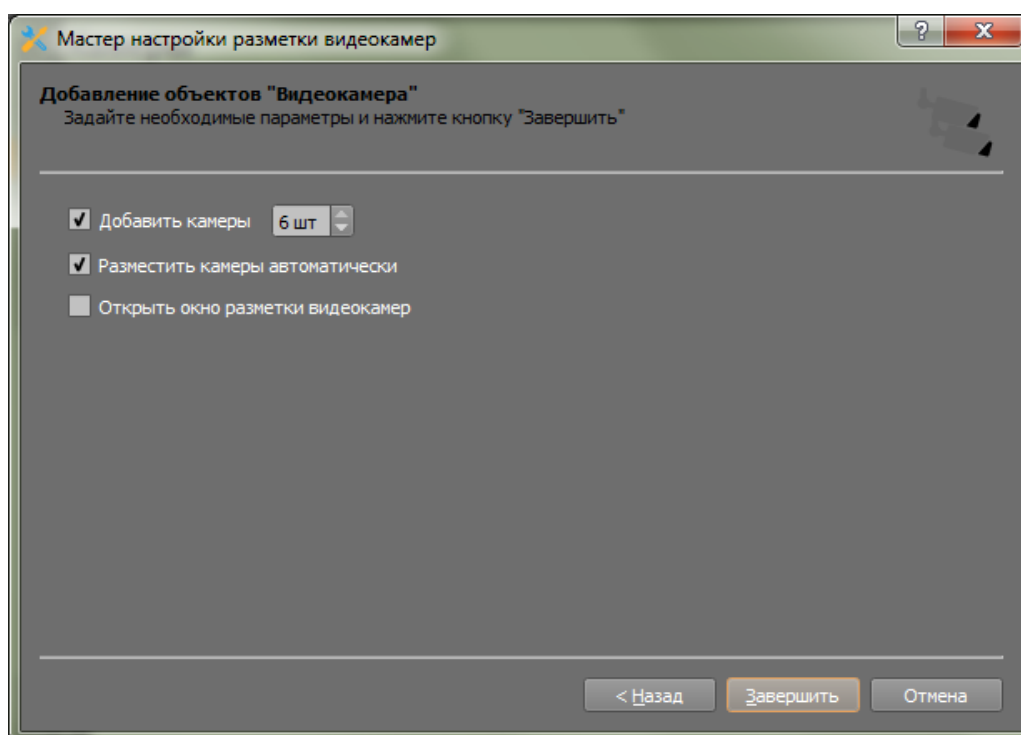 Мастер настройки разметки видеокамер
Добавление объектов "Видеокамера"
Задайте необходимые параметры и нажмите кнопку "Завершить"
Добавить камеры 6 шт
Разместить камеры автоматически
Открыть окно разметки видеокамер
< Назад Завершить Отмена